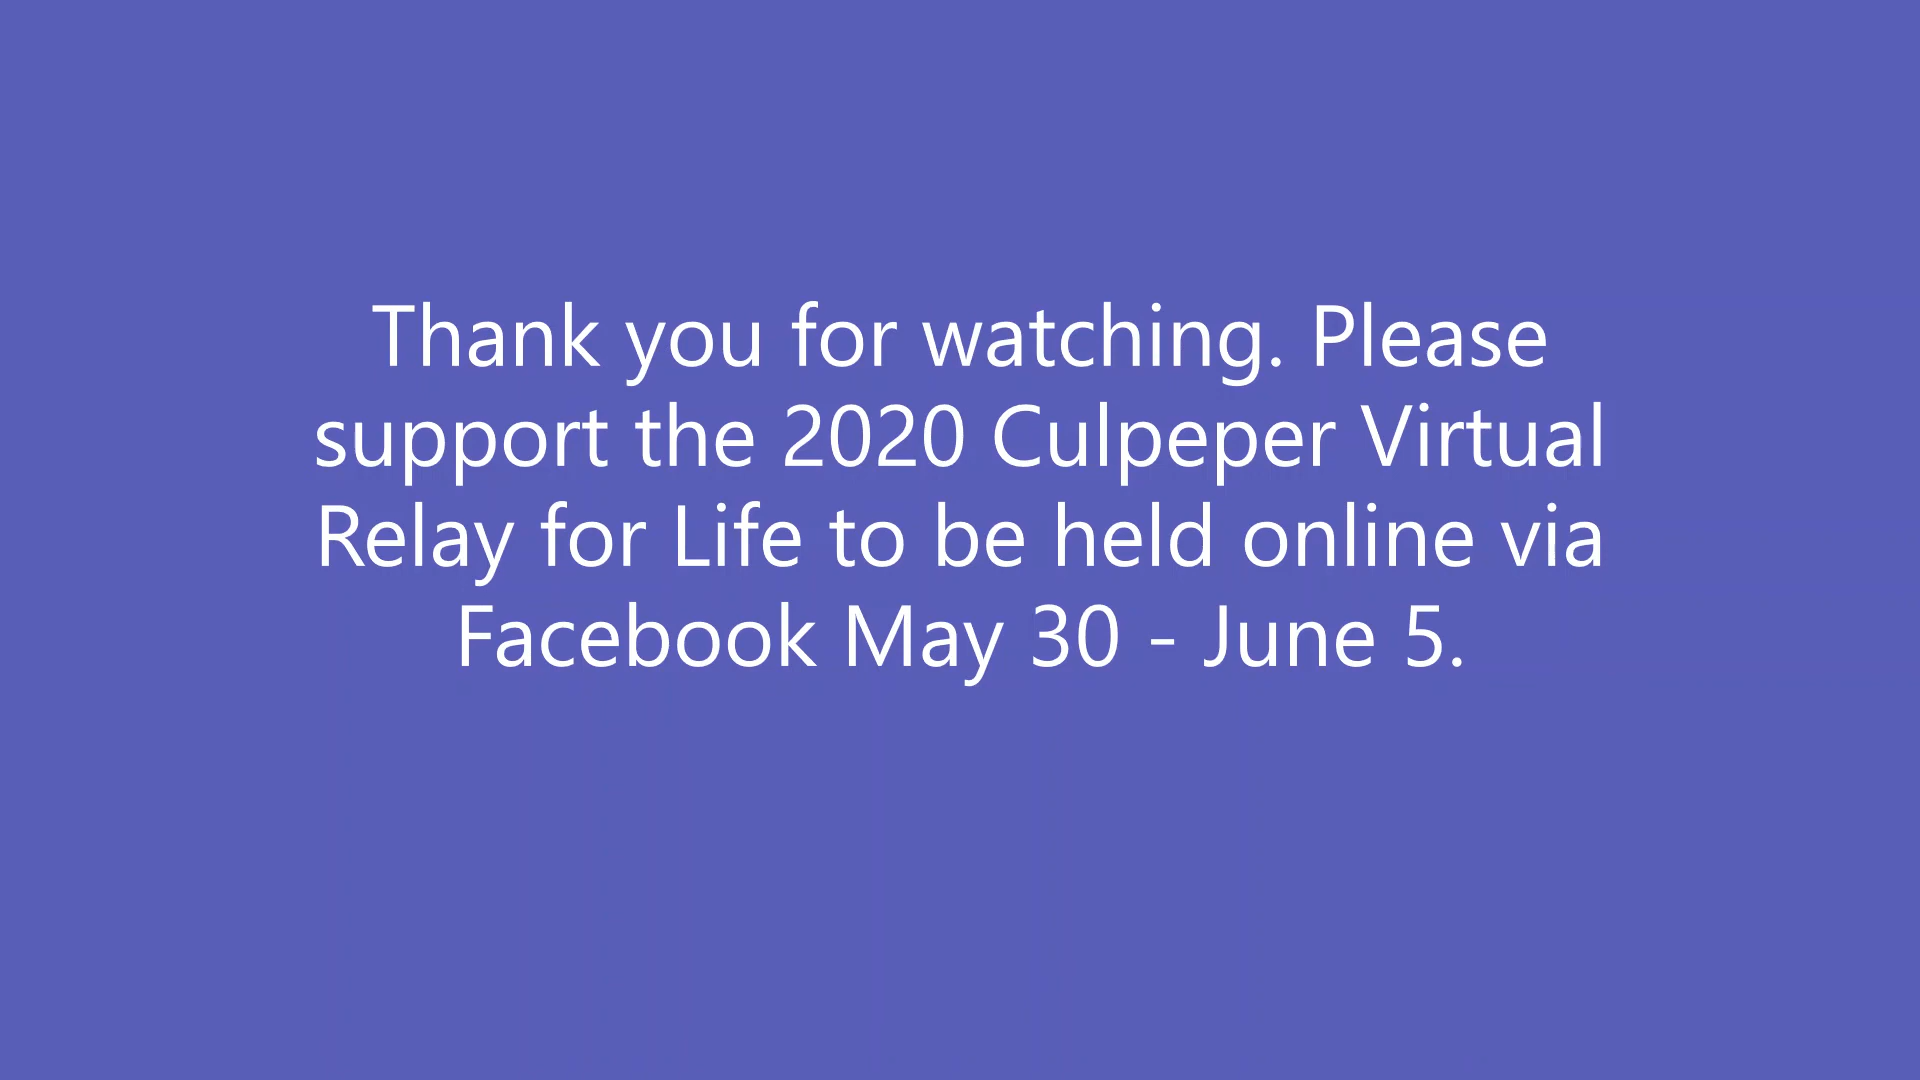 Thank you for watching. Please
support the 2020 Culpeper Virtual
Relay for Life to be held online via
Facebook May 30 - June 5.